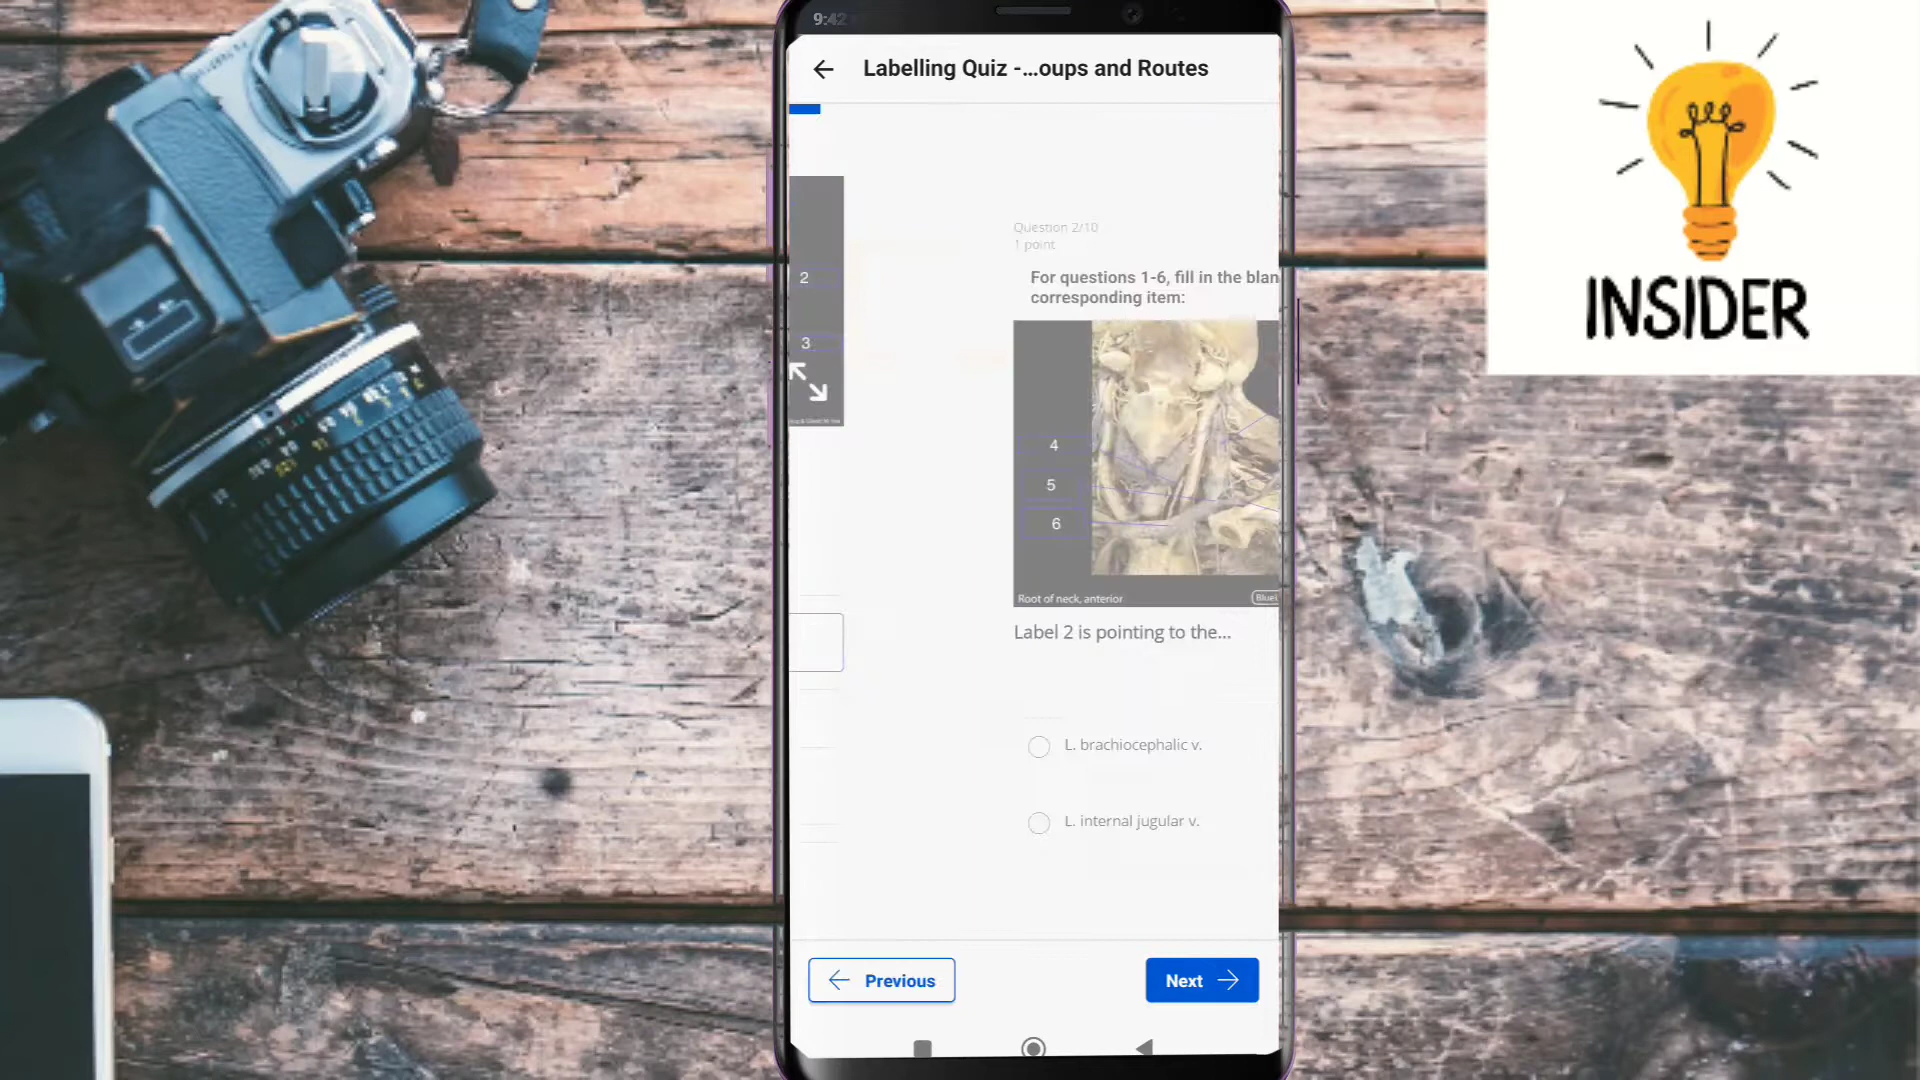 9:42
Labelling Quiz -...oups and Routes
2
3
Question 2/10
1 point
For questions 1-6, fill in the blan
corresponding item:
4
5
6
Root of neck, anterior
Label 2 is pointing to the...
L. brachiocephalic v.
L. internal jugular v.
Previous
Next
INSIDER